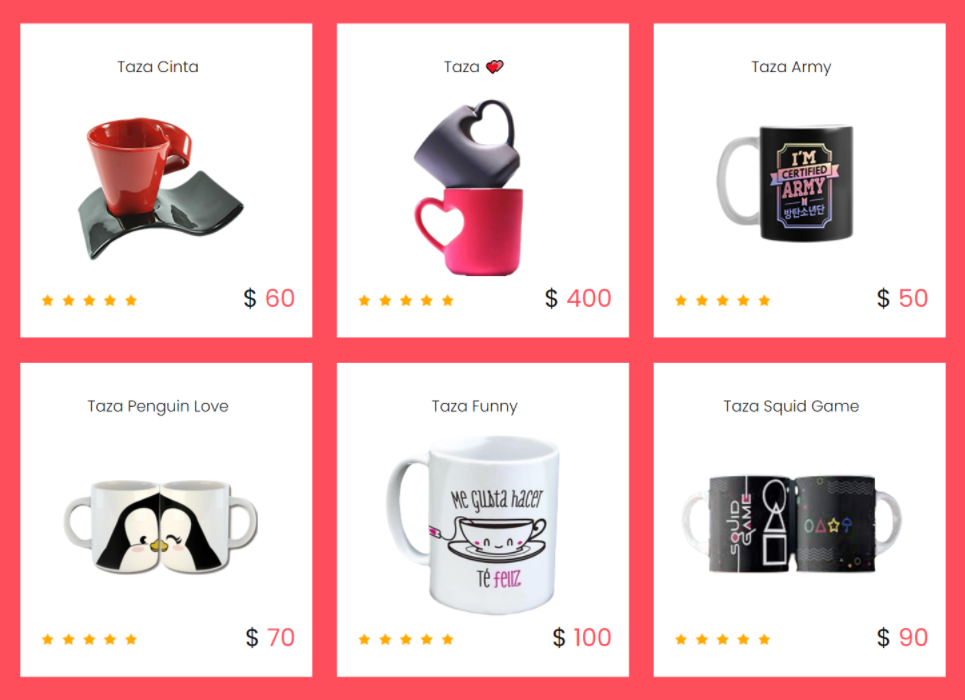 Taza Cinta
$ 60
Taza 💕
$ 400
Taza Army
I'M
CERTIFIED
ARMY
방탄소년단
$ 50
Taza Penguin Love
$ 70
Taza Funny
Me gusta hacer
Té feliz
$ 100
Taza Squid Game
SQUID
GAME
$ 90